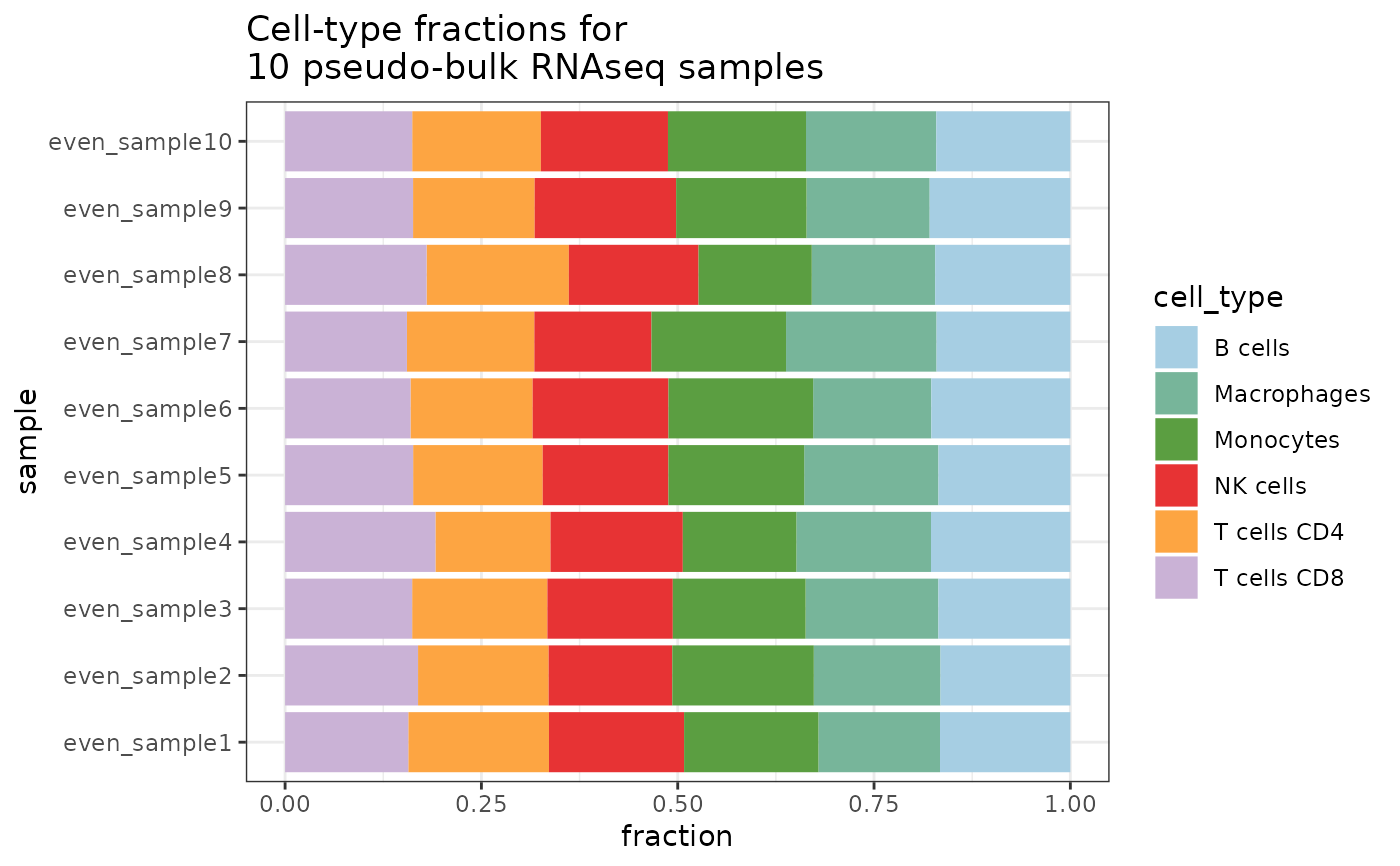 Cell-type fractions for
10 pseudo-bulk RNAseq samples
even_sample10
even_sample9
even_sample8
even_sample7
even_sample6
even_sample5
even_sample4
even_sample3
even_sample2
even_sample1
sample
0.00 0.25 0.50 0.75 1.00
fraction
cell_type
B cells
Macrophages
Monocytes
NK cells
T cells CD4
T cells CD8